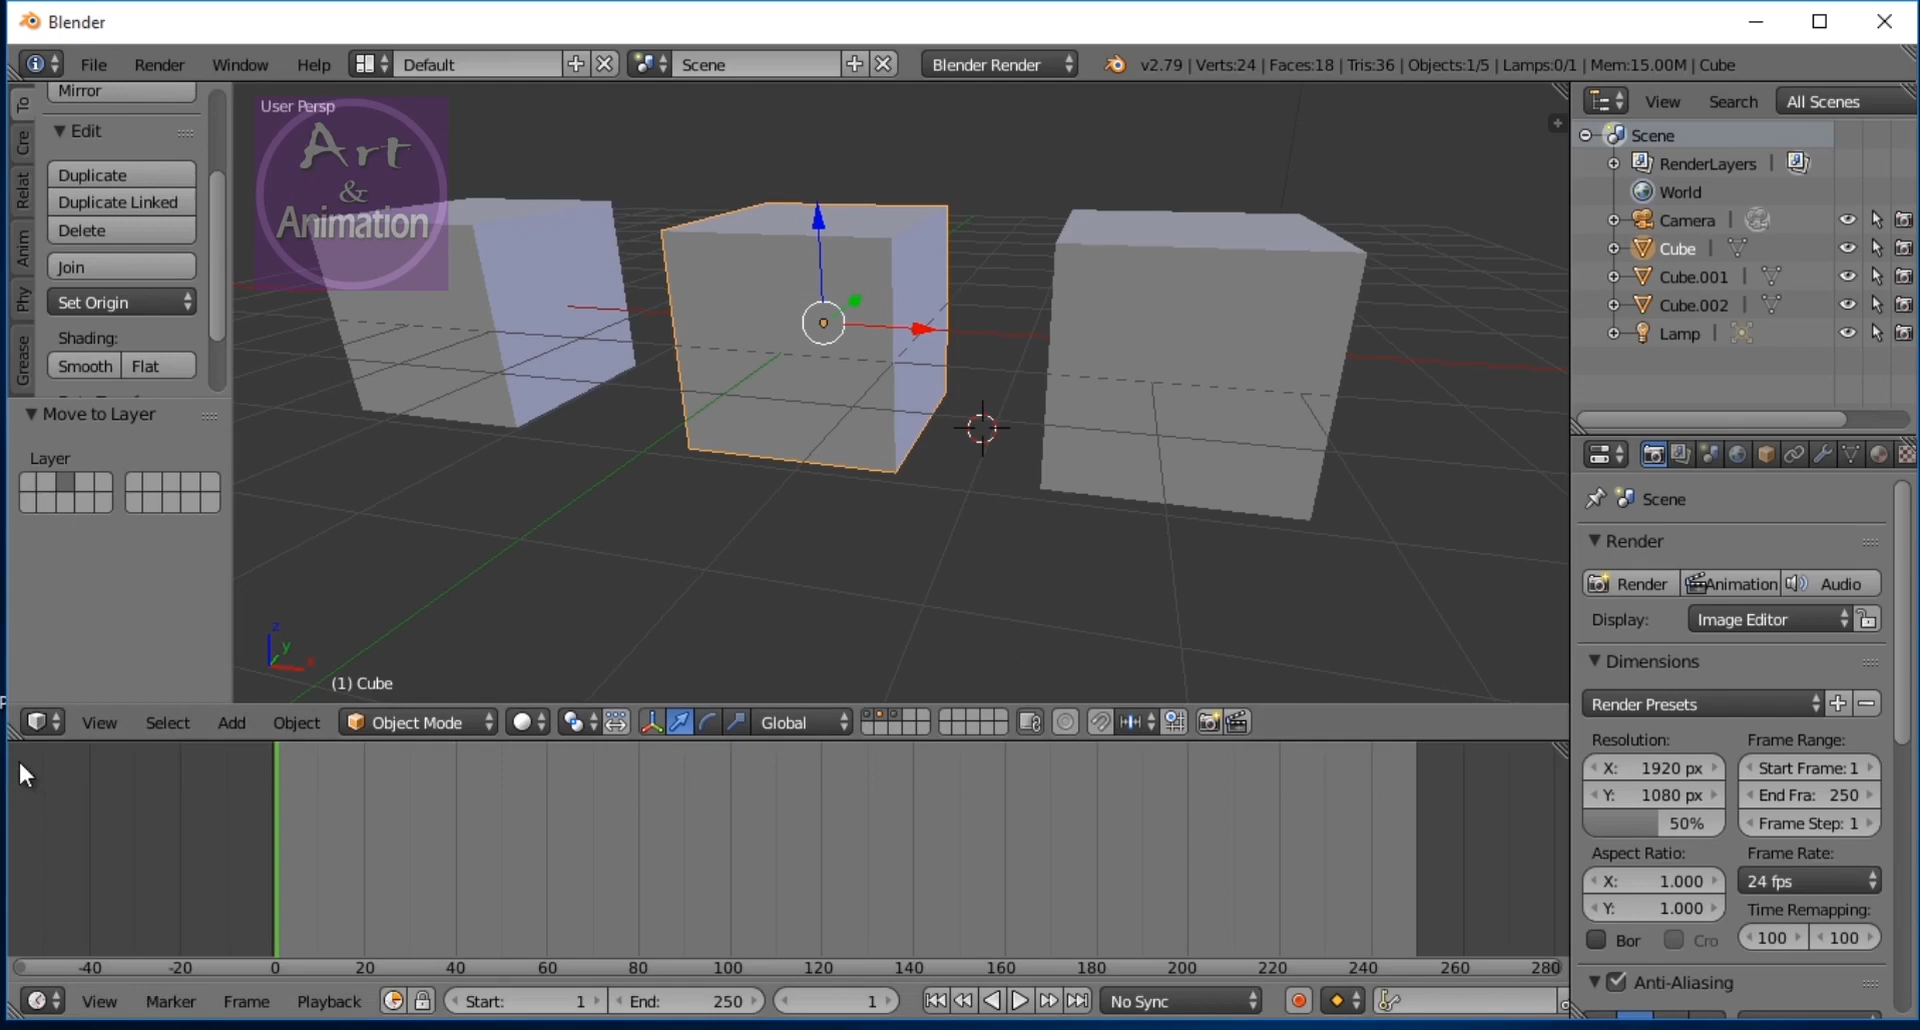 Blender
File Render Window Help Default Scene Blender Render v2.79 | Verts:24 | Faces:18 | Tris:36 | Objects:1/5 | Lamps:0/1 | Mem:15.00M | Cube
To
Cre
Relat
Anim
Phy
Grease
Mirror
Edit
Duplicate
Duplicate Linked
Delete
Join
Set Origin
Shading:
Smooth Flat
Move to Layer
Layer
User Persp
Art
&
Animation
z
y
x
(1) Cube
View Select Add Object Object Mode Global
-40 -20 0 20 40 60 80 100 120 140 160 180 200 220 240 260 280
View Marker Frame Playback Start: 1 End: 250 1 No Sync
View Search All Scenes
Scene
RenderLayers |
World
Camera |
Cube |
Cube.001 |
Cube.002 |
Lamp |
Scene
Render
Render Animation Audio
Display: Image Editor
Dimensions
Render Presets
Resolution: Frame Range:
X: 1920 px Start Frame: 1
Y: 1080 px End Fra: 250
50% Frame Step: 1
Aspect Ratio: Frame Rate:
X: 1.000 24 fps
Y: 1.000 Time Remapping:
Bor Cro 100 100
Anti-Aliasing